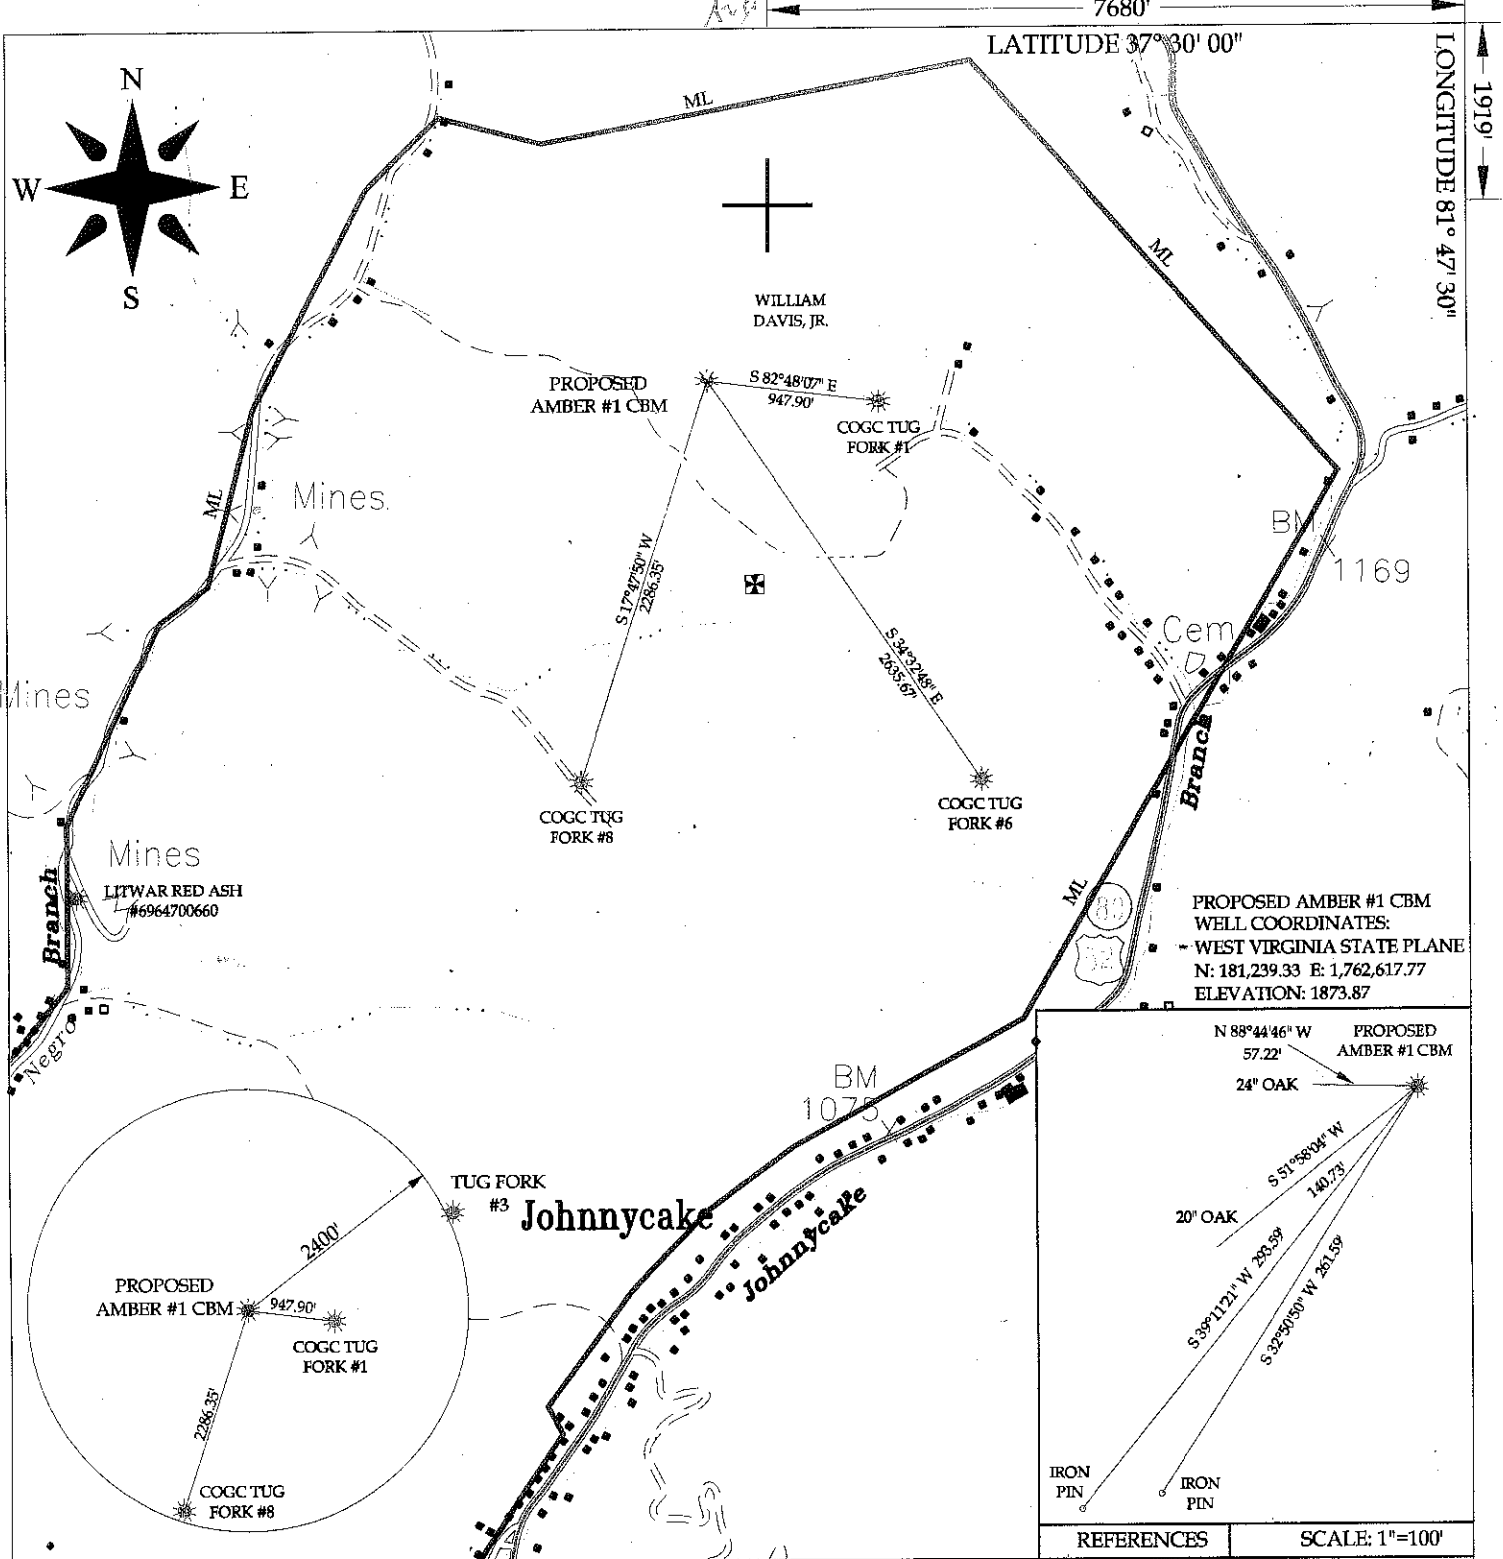 7680'
LATITUDE 37° 30' 00"
LONGITUDE 81° 47' 30"
1919'
N
W
E
S
ML
ML
WILLIAM
DAVIS, JR.
PROPOSED
AMBER #1 CBM
S 82°48'07" E
947.90'
COGC TUG
FORK #1
ML
Mines
BM
1169
S 17°47'50" W
2286.35'
S 34°32'48" E
2635.67'
Cem
Mines
Branch
COGC TUG
FORK #8
COGC TUG
FORK #6
Mines
LITWAR RED ASH
#6964700660
Branch
ML
80
52
PROPOSED AMBER #1 CBM
WELL COORDINATES:
WEST VIRGINIA STATE PLANE
N: 181,239.33 E: 1,762,617.77
ELEVATION: 1873.87
Negro
BM
1075
N 88°44'46" W
57.22'
PROPOSED
AMBER #1 CBM
24" OAK
S 51°58'04" W
140.73'
20" OAK
S 39°11'21" W 293.59'
S 32°50'50" W 261.59'
IRON
PIN
IRON
PIN
REFERENCES
SCALE: 1"=100'
TUG FORK
#3
Johnnycake
Johnnycake
2400'
PROPOSED
AMBER #1 CBM
947.90'
COGC TUG
FORK #1
2286.35'
COGC TUG
FORK #8